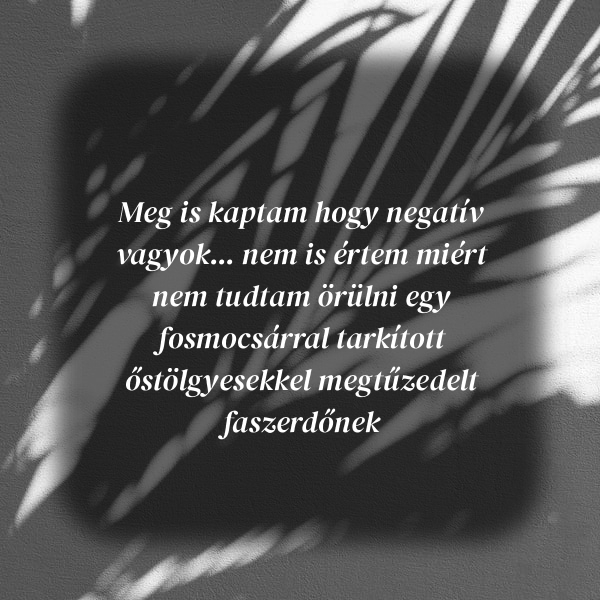 Meg is kaptam hogy negatív
vagyok... nem is értem miért
nem tudtam örülni egy
fosmocsárral tarkított
őstölgyesekkel megtűzedelt
faszerdőnek